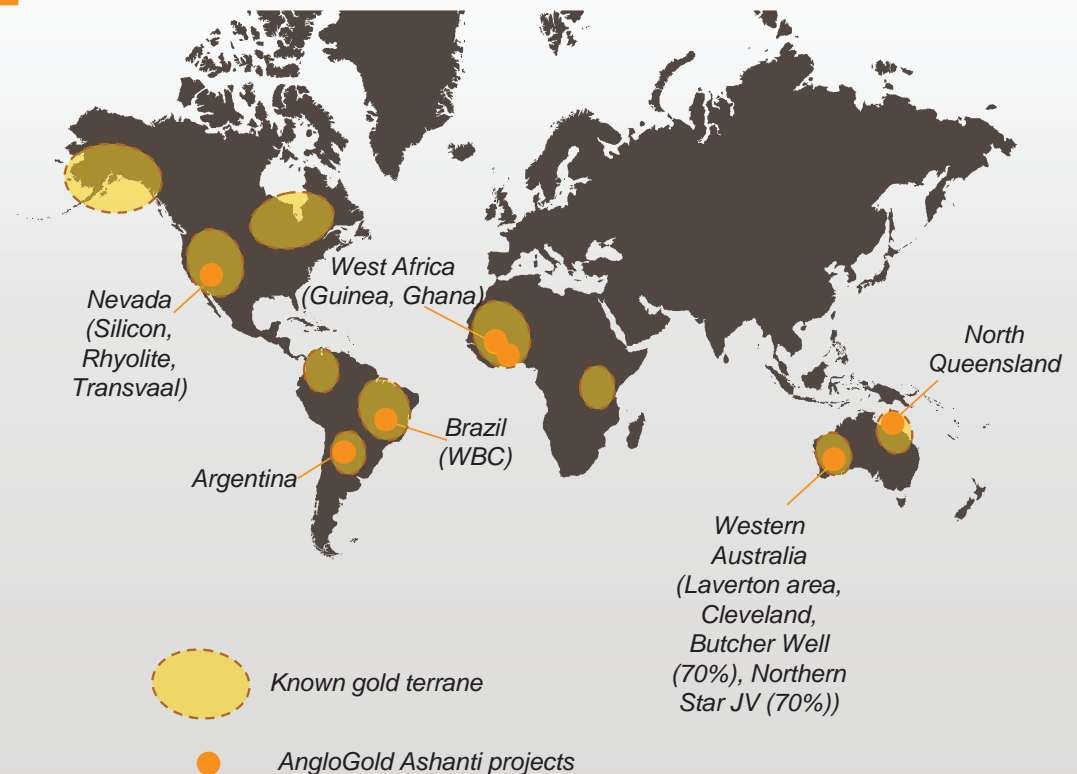 Nevada
(Silicon,
Rhyolite,
Transvaal)
West Africa
(Guinea, Ghana)
Argentina
Brazil
(WBC)
North
Queensland
Western
Australia
(Laverton area,
Cleveland,
Butcher Well
(70%), Northern
Star JV (70%))
Known gold terrane
AngloGold Ashanti projects